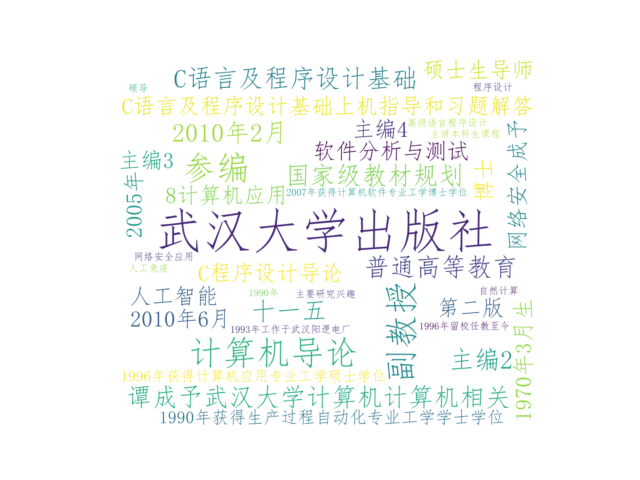 C语言及程序设计基础
硕士生导师
硕导
程序设计
C语言及程序设计基础上机指导和习题解答
2010年2月
主编4
高级语言程序设计
主讲本科生课程
软件分析与测试
主编3
参编
国家级教材规划
博士
网络安全成予
2005年
8计算机应用
2007年获得计算机软件专业工学博士学位
武汉大学出版社
网络安全应用
人工免疫
C程序设计导论
普通高等教育
人工智能
1990年
主要研究兴趣
自然计算
十一五
副教授
第二版
2010年6月
1993年工作于武汉阳逻电厂
1996年留校任教至今
1970年3月生
计算机导论
主编2
1996年获得计算机应用专业工学硕士学位
谭成予武汉大学计算机计算机相关
1990年获得生产过程自动化专业工学学士学位